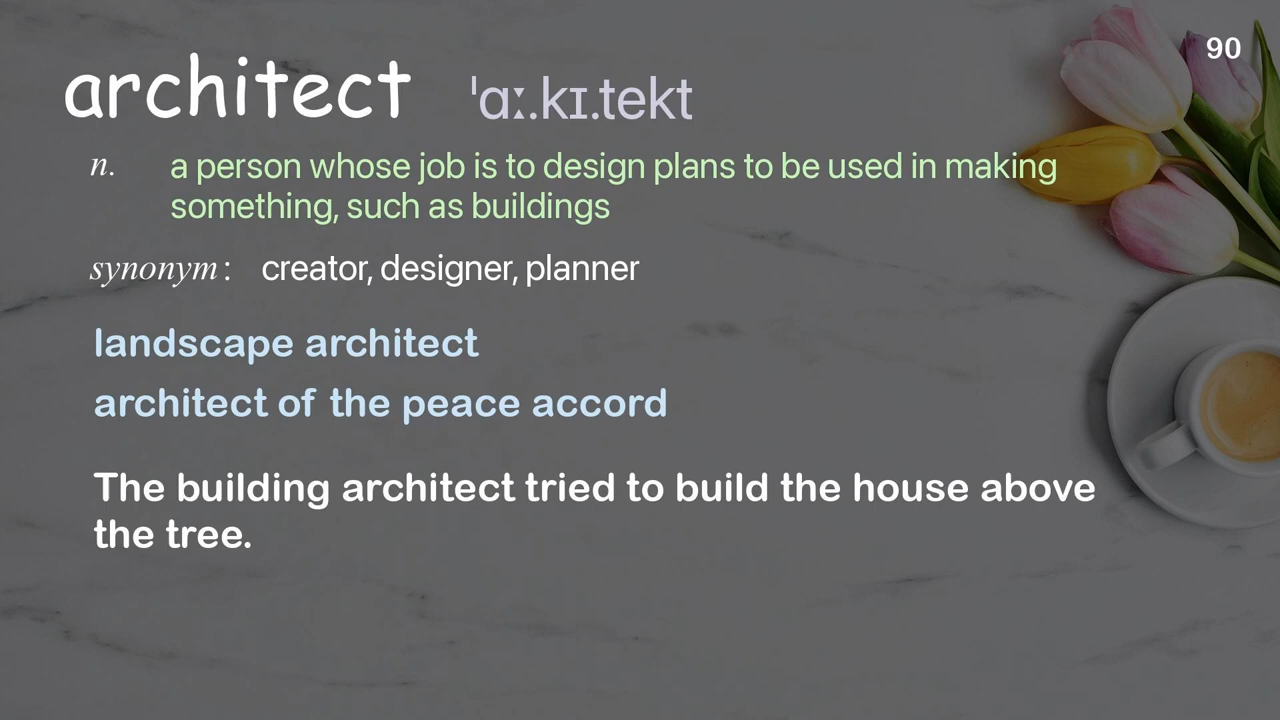 90
architect ˈɑː.kɪ.tekt
n. a person whose job is to design plans to be used in making
something, such as buildings
synonym: creator, designer, planner
landscape architect
architect of the peace accord
The building architect tried to build the house above
the tree.